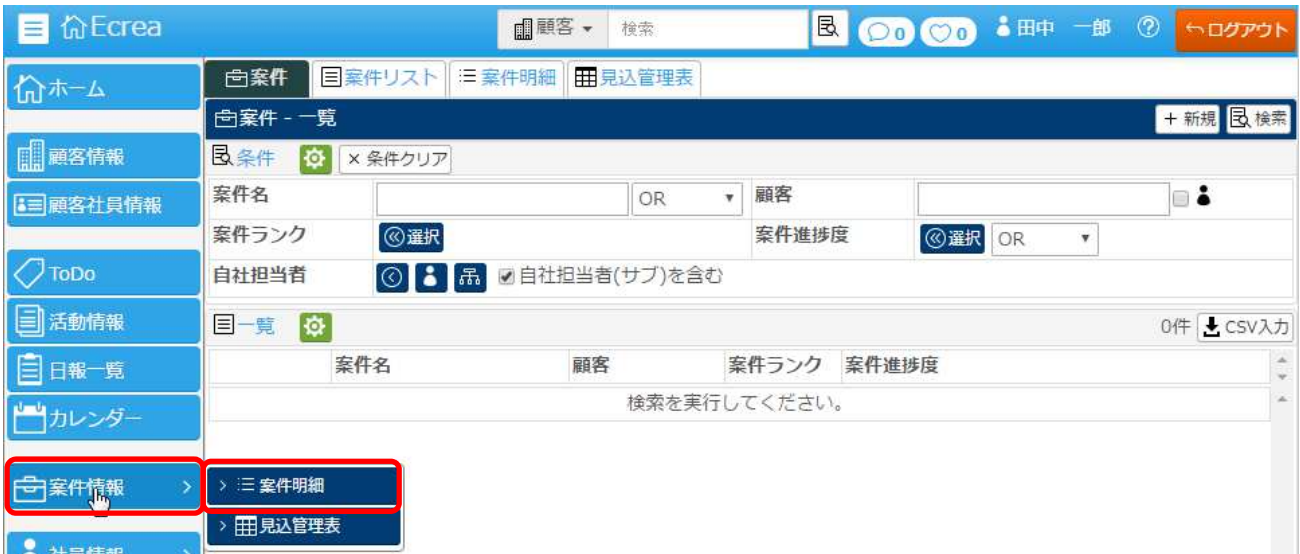 Ecrea
顧客
検索
0
0
田中 一郎
ログアウト
ホーム
顧客情報
顧客社員情報
ToDo
活動情報
日報一覧
カレンダー
案件情報
社員情報
案件
案件リスト
案件明細
見込管理表
案件 - 一覧
+ 新規
検索
条件
× 条件クリア
案件名
OR
顧客
案件ランク
選択
案件進捗度
選択
OR
自社担当者
自社担当者(サブ)を含む
一覧
0件
CSV入力
案件名 顧客 案件ランク 案件進捗度
検索を実行してください。
案件明細
見込管理表